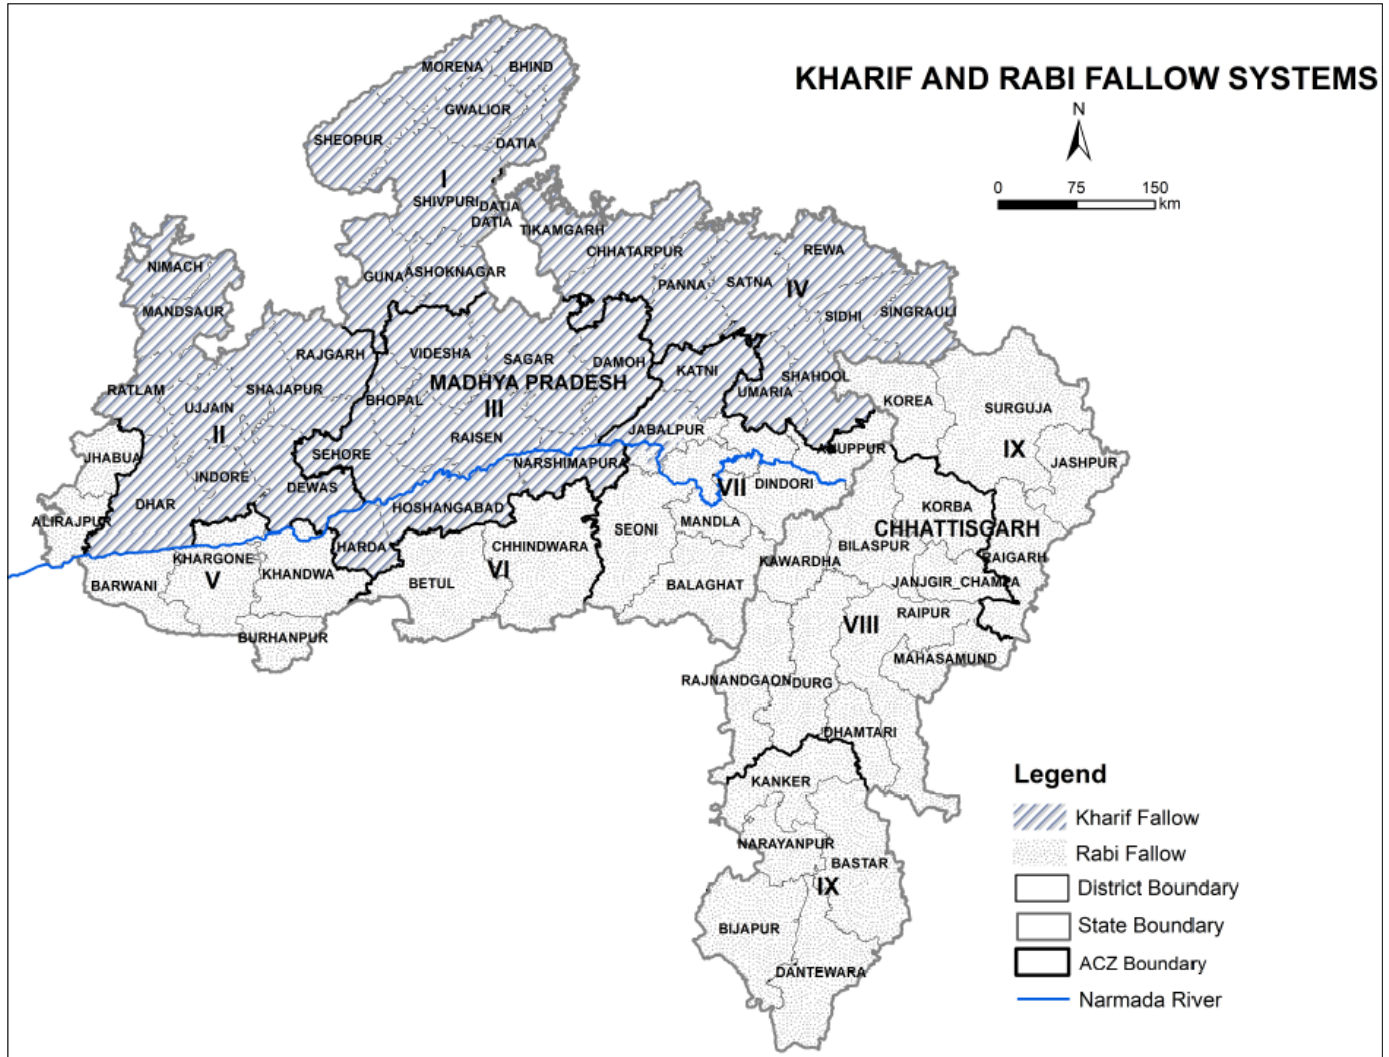 KHARIF AND RABI FALLOW SYSTEMS
N
0 75 150
km
MORENA
BHIND
GWALIOR
SHEOPUR
DATIA
I
SHIVPURI
DATIA
DATIA
TIKAMGARH
CHHATARPUR
REWA
NIMACH
GUNA
ASHOKNAGAR
PANNA
SATNA
IV
MANDSAUR
SIDHI
SINGRAULI
RAJGARH
VIDESHA
SAGAR
DAMOH
KATNI
SHAHDOL
RATLAM
SHAJAPUR
MADHYA PRADESH
UMARIA
KOREA
SURGUJA
UJJAIN
BHOPAL
III
II
JABALPUR
RAISEN
ANUPPUR
IX
JHABUA
SEHORE
NARSHIMAPURA
JASHPUR
INDORE
DEWAS
VII
DINDORI
DHAR
HOSHANGABAD
KORBA
ALIRAJPUR
SEONI
MANDLA
CHHATTISGARH
HARDA
CHHINDWARA
BILASPUR
KHARGONE
KAWARDHA
RAIGARH
BARWANI
V
KHANDWA
BETUL
VI
BALAGHAT
JANJGIR_CHAMPA
RAIPUR
VIII
BURHANPUR
MAHASAMUND
RAJNANDGAON
DURG
DHAMTARI
KANKER
NARAYANPUR
BASTAR
IX
BIJAPUR
DANTEWARA
Legend
Kharif Fallow
Rabi Fallow
District Boundary
State Boundary
ACZ Boundary
Narmada River